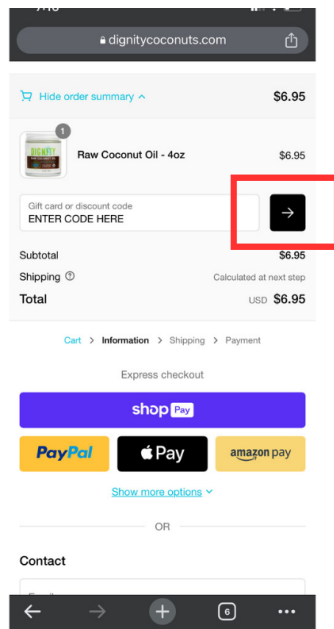 dignitycoconuts.com
Hide order summary
$6.95
1
DIGNITY
Raw Coconut Oil - 4oz
$6.95
Gift card or discount code
ENTER CODE HERE
Subtotal
$6.95
Shipping
Calculated at next step
Total
USD $6.95
Cart > Information > Shipping > Payment
Express checkout
shop Pay
PayPal
Pay
amazon pay
Show more options
OR
Contact
6